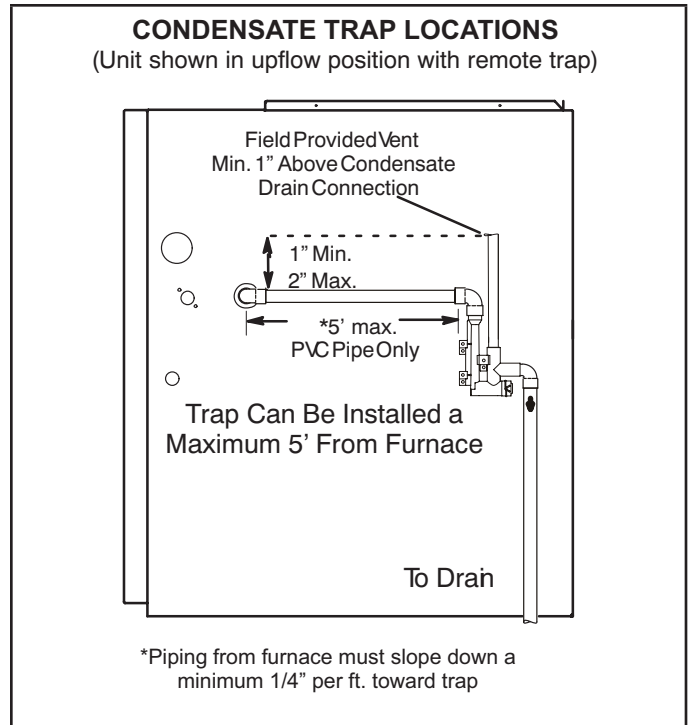 CONDENSATE TRAP LOCATIONS
(Unit shown in upflow position with remote trap)
Field Provided Vent
Min. 1” Above Condensate
Drain Connection
1” Min.
2” Max.
*5’ max.
PVC Pipe Only
Trap Can Be Installed a
Maximum 5’ From Furnace
To Drain
*Piping from furnace must slope down a
minimum 1/4” per ft. toward trap